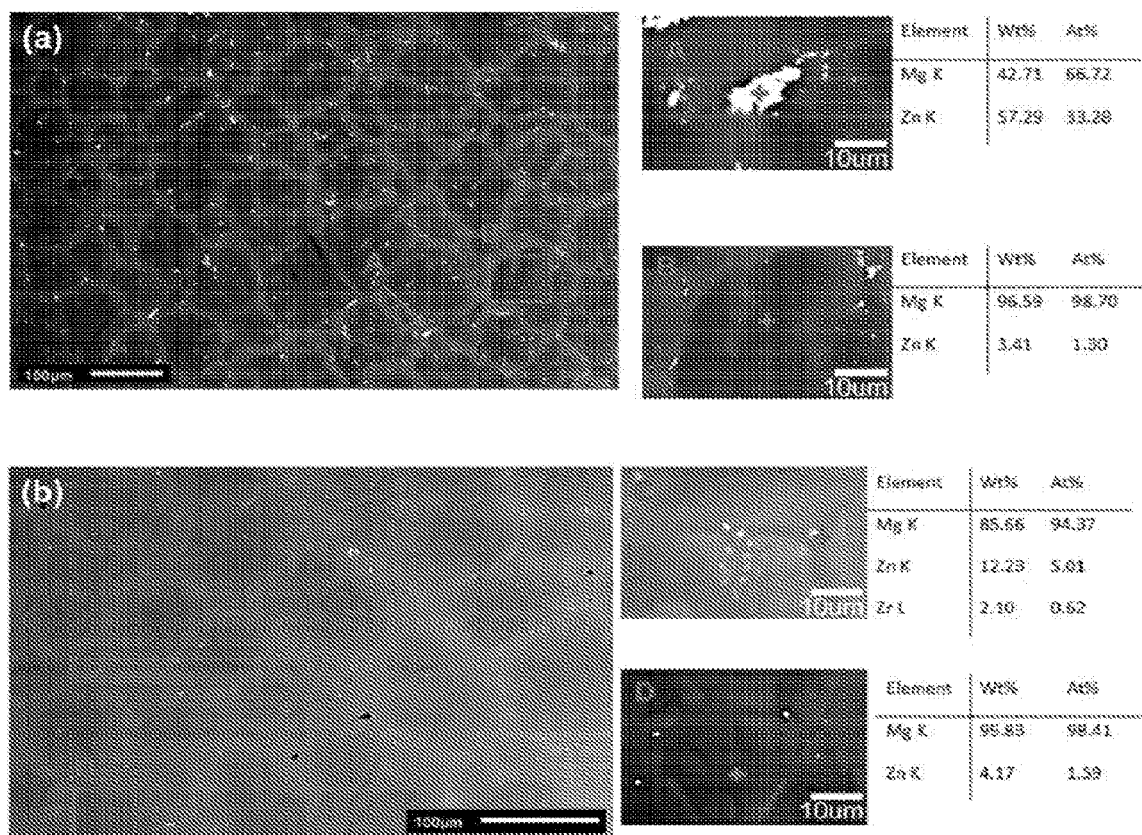 (a)
Element Wt% At%
Mg K 42.71 66.72
Zn K 57.29 33.28
10um
Element Wt% At%
Mg K 96.59 98.70
Zn K 3.41 1.30
10um
(b)
Element Wt% At%
Mg K 85.66 94.37
Zn K 12.23 5.01
Zr L 2.10 0.62
10um
100µm
D
Element Wt% At%
Mg K 95.83 98.41
Zn K 4.17 1.59
10um